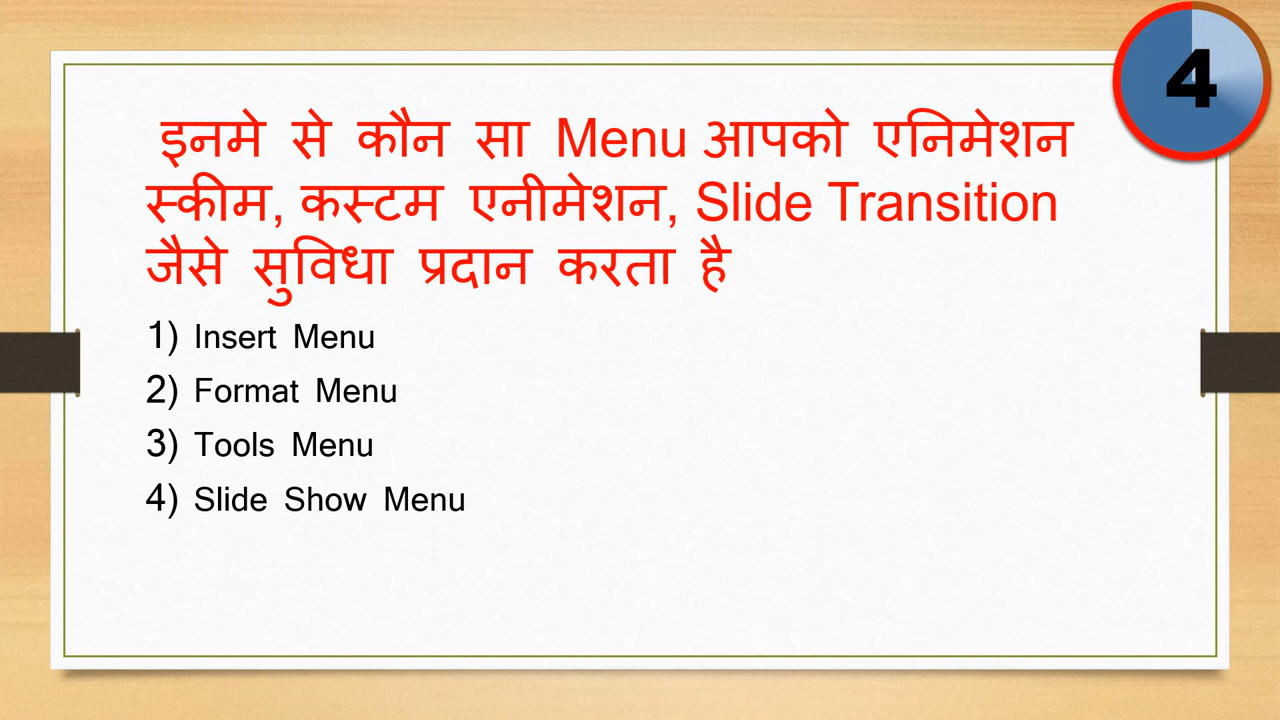 4
इनमे से कौन सा Menu आपको एनिमेशन
स्कीम, कस्टम एनीमेशन, Slide Transition
जैसे सुविधा प्रदान करता है
1) Insert Menu
2) Format Menu
3) Tools Menu
4) Slide Show Menu